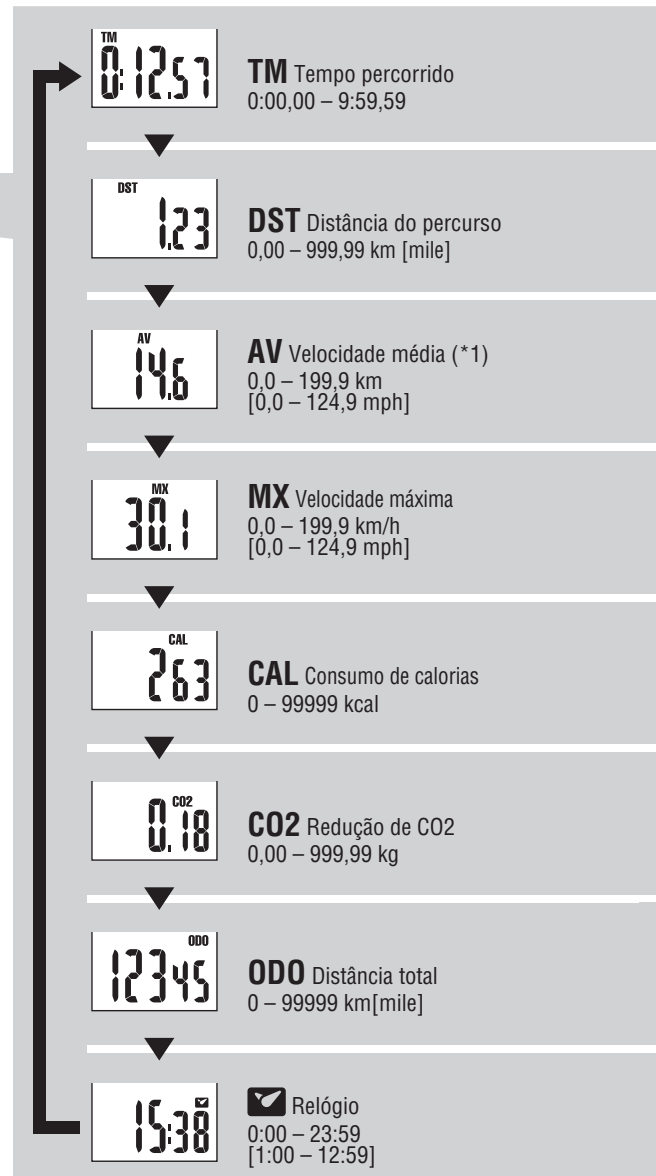 TM
0:12.57
TM Tempo percorrido
0:00,00 – 9:59,59
DST
1.23
DST Distância do percurso
0,00 – 999,99 km [mile]
AV
14.6
AV Velocidade média (*1)
0,0 – 199,9 km
[0,0 – 124,9 mph]
MX
30.1
MX Velocidade máxima
0,0 – 199,9 km/h
[0,0 – 124,9 mph]
CAL
263
CAL Consumo de calorias
0 – 99999 kcal
CO2
0.18
CO2 Redução de CO2
0,00 – 999,99 kg
ODO
12345
ODO Distância total
0 – 99999 km[mile]
15:38
Relógio
0:00 – 23:59
[1:00 – 12:59]